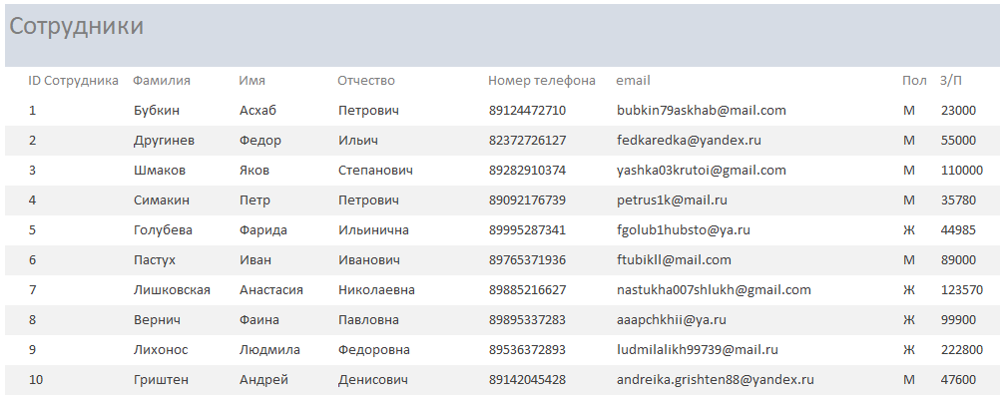 Сотрудники
ID Сотрудника Фамилия Имя Отчество Номер телефона email Пол З/П
1 Бубкин Асхаб Петрович 89124472710 bubkin79askhab@mail.com М 23000
2 Другинев Федор Ильич 82372726127 fedkaredka@yandex.ru М 55000
3 Шмаков Яков Степанович 89282910374 yashka03krutoi@gmail.com М 110000
4 Симакин Петр Петрович 89092176739 petrus1k@mail.ru М 35780
5 Голубева Фарида Ильинична 89995287341 fgolub1hubsto@ya.ru Ж 44985
6 Пастух Иван Иванович 89765371936 ftubikll@mail.com М 89000
7 Лишковская Анастасия Николаевна 89885216627 nastukha007shlukh@gmail.com Ж 123570
8 Вернич Фаина Павловна 89895337283 aaapchkhii@ya.ru Ж 99900
9 Лихонос Людмила Федоровна 89536372893 ludmilalikh99739@mail.ru Ж 222800
10 Гриштен Андрей Денисович 89142045428 andreika.grishten88@yandex.ru М 47600